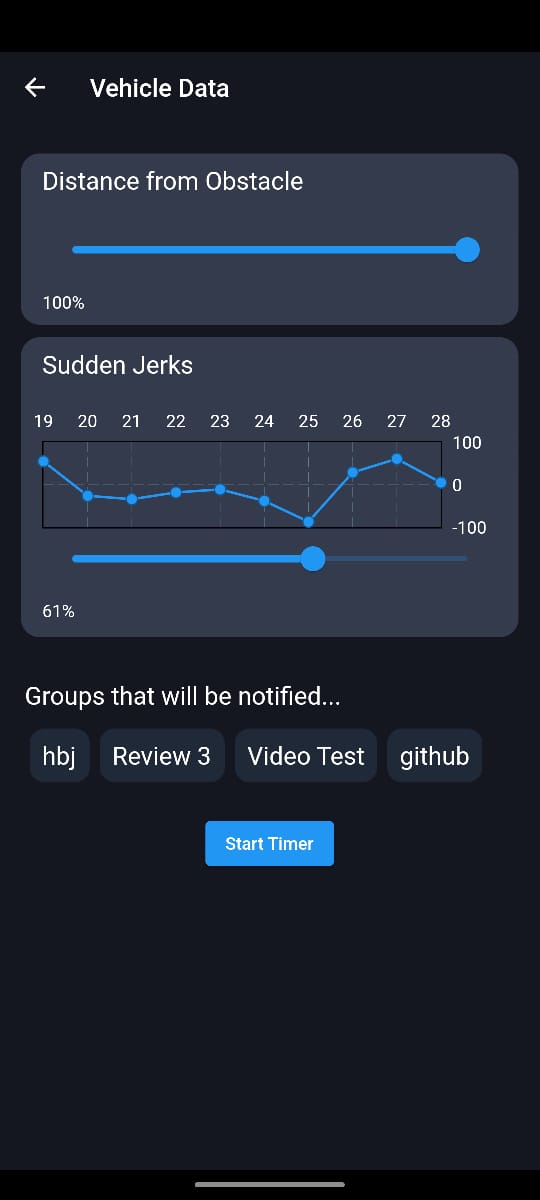 Vehicle Data
Distance from Obstacle
100%
Sudden Jerks
19 20 21 22 23 24 25 26 27 28
100
0
-100
61%
Groups that will be notified...
hbj Review 3 Video Test github
Start Timer